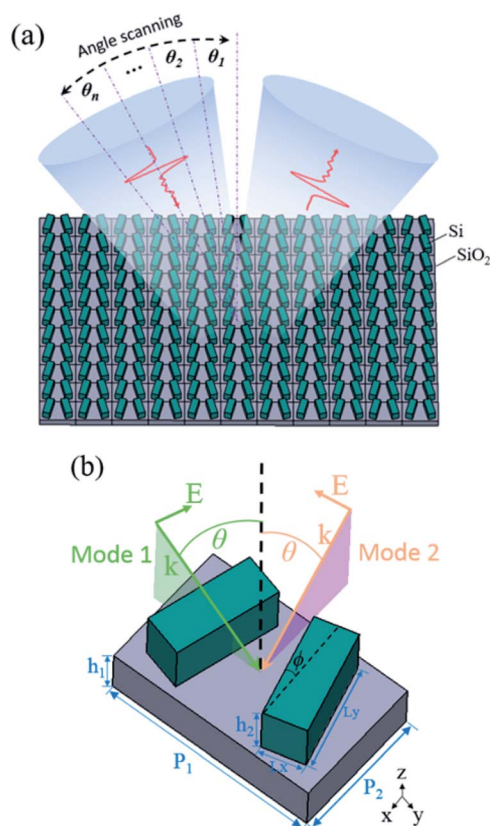 (a)
Angle scanning
θn ... θ2 θ1
Si
SiO2
(b)
E
E
θ
θ
k
k
Mode 1
Mode 2
ϕ
h1
h2
Lx
Ly
P1
P2
z
x
y